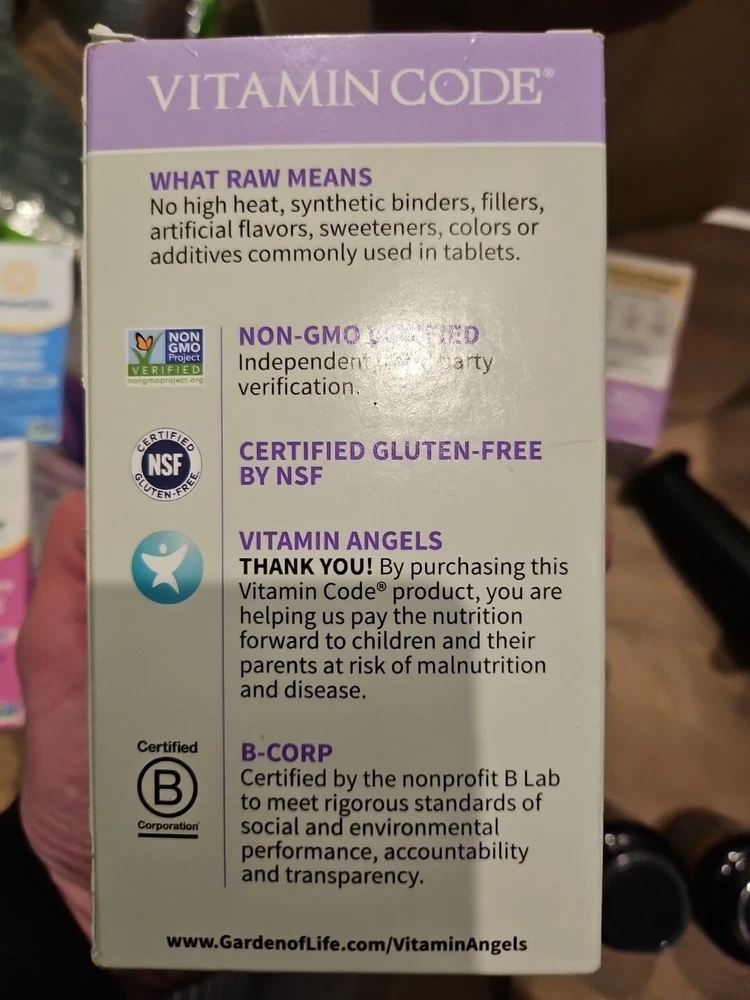 VITAMIN CODE®
WHAT RAW MEANS
No high heat, synthetic binders, fillers,
artificial flavors, sweeteners, colors or
additives commonly used in tablets.
NON
GMO
Project
VERIFIED
nongmoproject.org
NON-GMO VERIFIED
Independent party
verification.
CERTIFIED
NSF
GLUTEN-FREE
CERTIFIED GLUTEN-FREE
BY NSF
VITAMIN ANGELS
THANK YOU! By purchasing this
Vitamin Code® product, you are
helping us pay the nutrition
forward to children and their
parents at risk of malnutrition
and disease.
Certified
B
Corporation
B-CORP
Certified by the nonprofit B Lab
to meet rigorous standards of
social and environmental
performance, accountability
and transparency.
www.GardenofLife.com/VitaminAngels